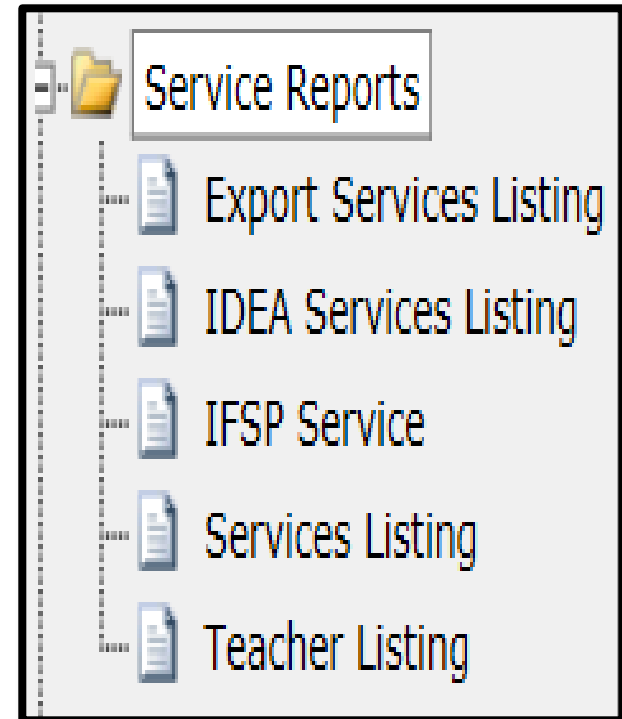 Service Reports
Export Services Listing
IDEA Services Listing
IFSP Service
Services Listing
Teacher Listing